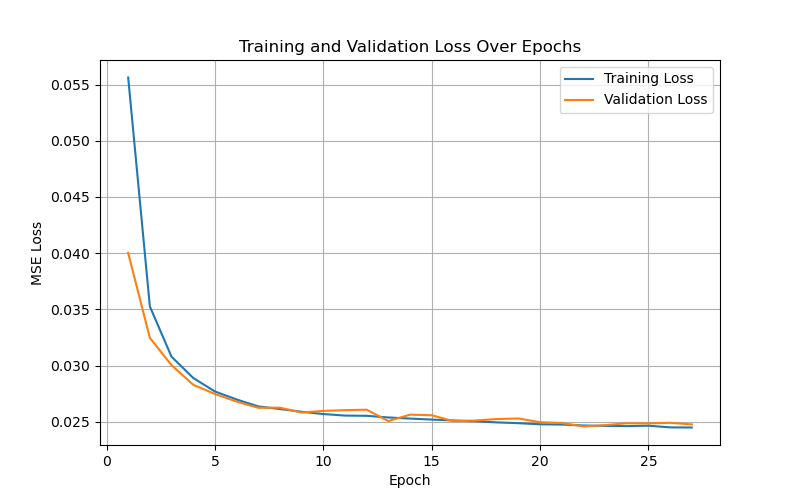 Training and Validation Loss Over Epochs
Training Loss
Validation Loss
0.055
0.050
0.045
0.040
0.035
0.030
0.025
MSE Loss
0 5 10 15 20 25
Epoch